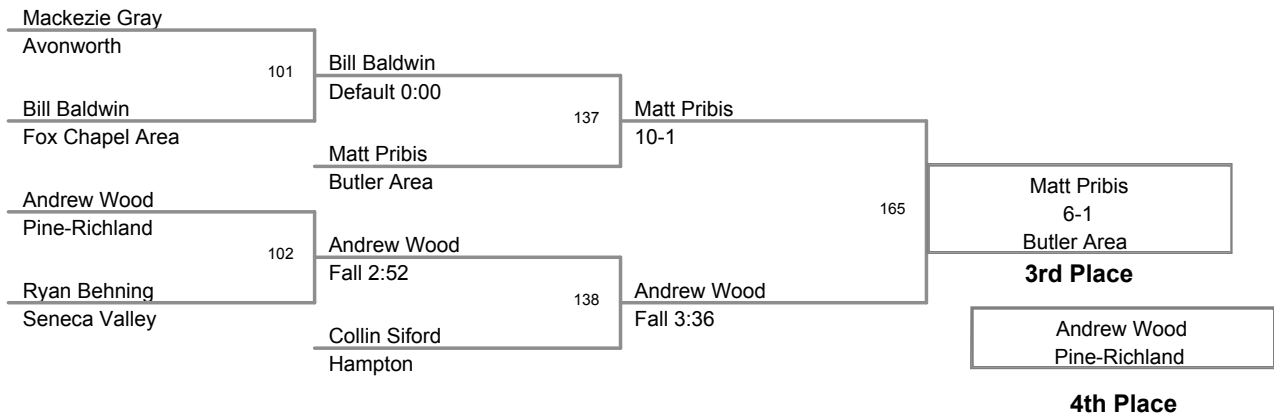 Mackezie Gray
Avonworth
101
Bill Baldwin
Fox Chapel Area
Bill Baldwin
Default 0:00
137
Matt Pribis
Butler Area
Matt Pribis
10-1
Andrew Wood
Pine-Richland
102
Ryan Behning
Seneca Valley
Andrew Wood
Fall 2:52
138
Collin Siford
Hampton
Andrew Wood
Fall 3:36
165
Matt Pribis
6-1
Butler Area
3rd Place
Andrew Wood
Pine-Richland
4th Place